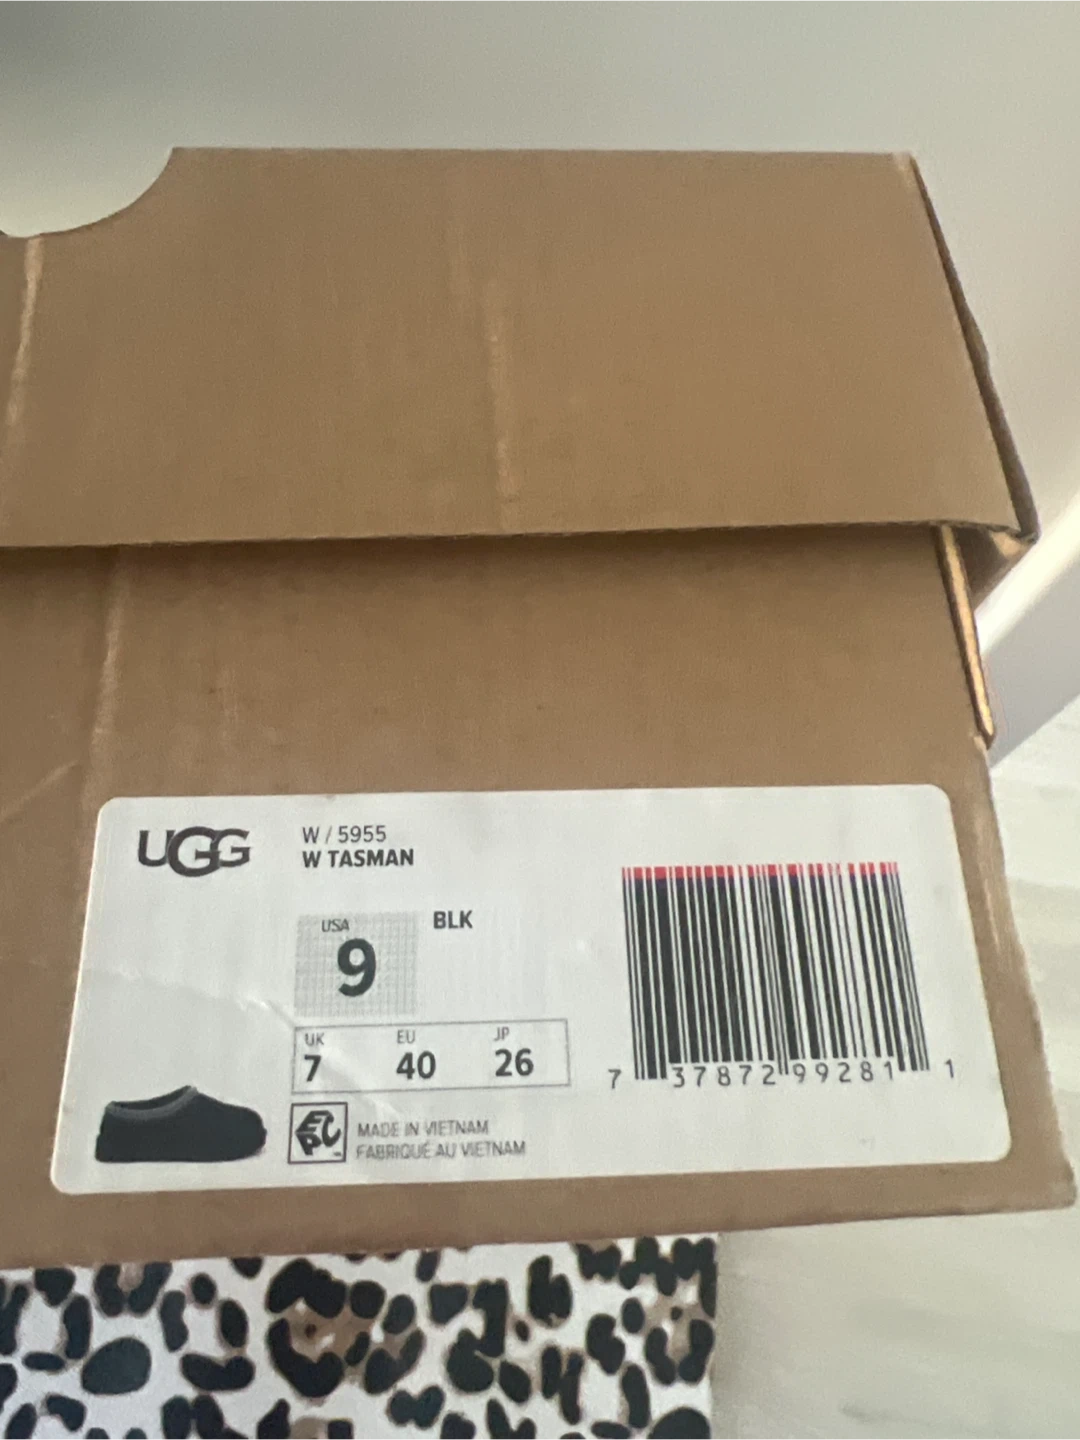 UGG
W / 5955
W TASMAN
USA
9
BLK
UK EU JP
7 40 26
EPC
MADE IN VIETNAM
FABRIQUÉ AU VIETNAM
7 37872 99281 1